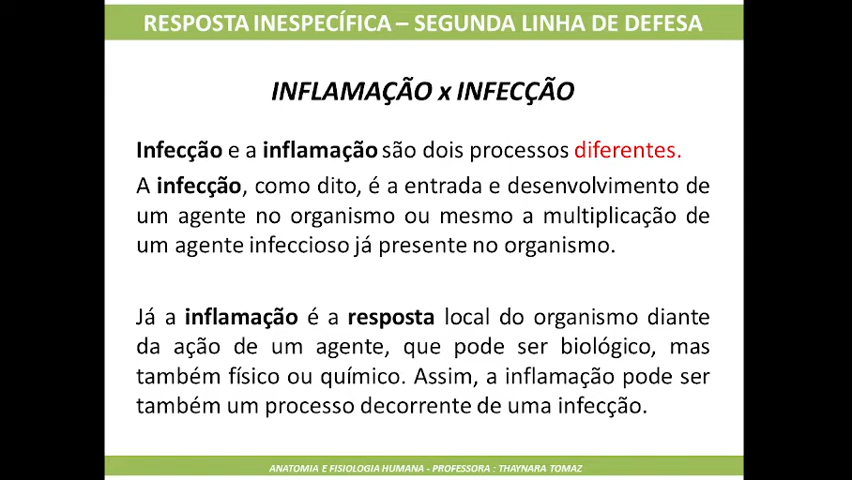 RESPOSTA INESPECÍFICA – SEGUNDA LINHA DE DEFESA
INFLAMAÇÃO x INFECÇÃO
Infecção e a inflamação são dois processos diferentes.
A infecção, como dito, é a entrada e desenvolvimento de
um agente no organismo ou mesmo a multiplicação de
um agente infeccioso já presente no organismo.
Já a inflamação é a resposta local do organismo diante
da ação de um agente, que pode ser biológico, mas
também físico ou químico. Assim, a inflamação pode ser
também um processo decorrente de uma infecção.
ANATOMIA E FISIOLOGIA HUMANA - PROFESSORA : THAYNARA TOMAZ